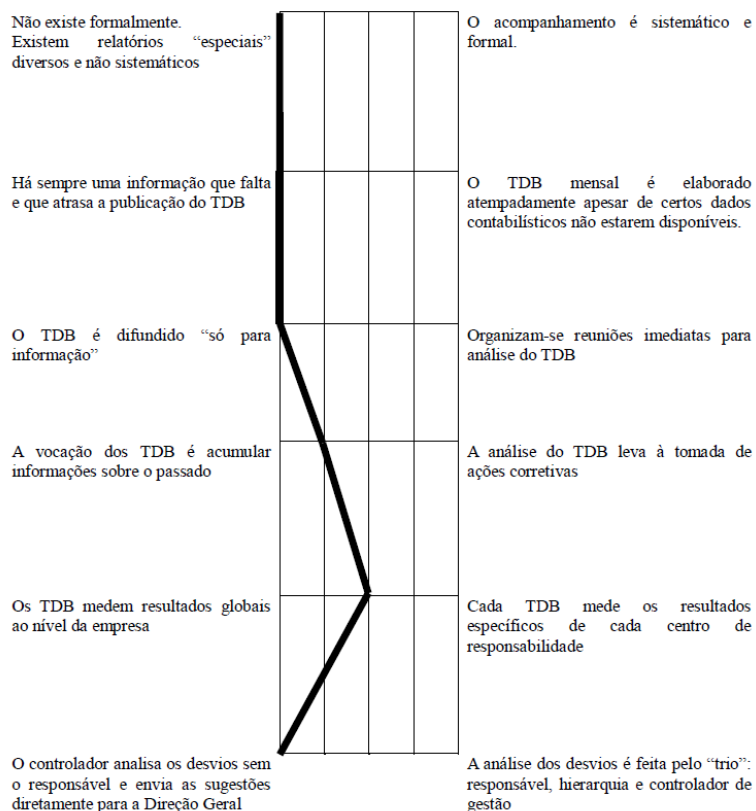 Não existe formalmente.
Existem relatórios “especiais”
diversos e não sistemáticos
O acompanhamento é sistemático e
formal.
Há sempre uma informação que falta
e que atrasa a publicação do TDB
O TDB mensal é elaborado
atempadamente apesar de certos dados
contabilísticos não estarem disponíveis.
O TDB é difundido “só para
informação”
Organizam-se reuniões imediatas para
análise do TDB
A vocação dos TDB é acumular
informações sobre o passado
A análise do TDB leva à tomada de
ações corretivas
Os TDB medem resultados globais
ao nível da empresa
Cada TDB mede os resultados
específicos de cada centro de
responsabilidade
O controlador analisa os desvios sem
o responsável e envia as sugestões
diretamente para a Direção Geral
A análise dos desvios é feita pelo “trio”:
responsável, hierarquia e controlador de
gestão